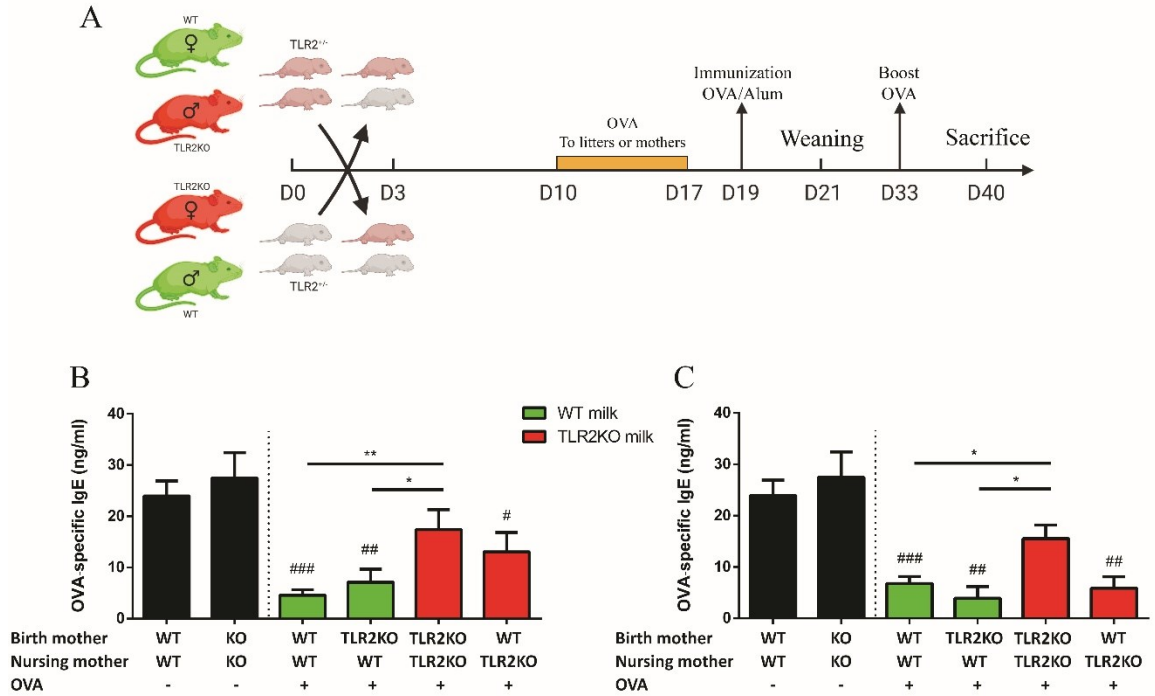 A
WT
♀
♂
TLR2KO
TLR2+/-
TLR2KO
♀
♂
WT
TLR2+/-
Immunization
OVA/Alum
Boost
OVA
OVA
To litters or mothers
Weaning
Sacrifice
D0
D3
D10
D17
D19
D21
D33
D40
B
OVA-specific IgE (ng/ml)
40
30
20
10
0
**
*
###
##
#
WT milk
TLR2KO milk
Birth mother WT KO WT TLR2KO TLR2KO WT
Nursing mother WT KO WT WT TLR2KO TLR2KO
OVA - - + + + +
C
OVA-specific IgE (ng/ml)
40
30
20
10
0
*
*
###
##
##
Birth mother WT KO WT TLR2KO TLR2KO WT
Nursing mother WT KO WT WT TLR2KO TLR2KO
OVA - - + + + +